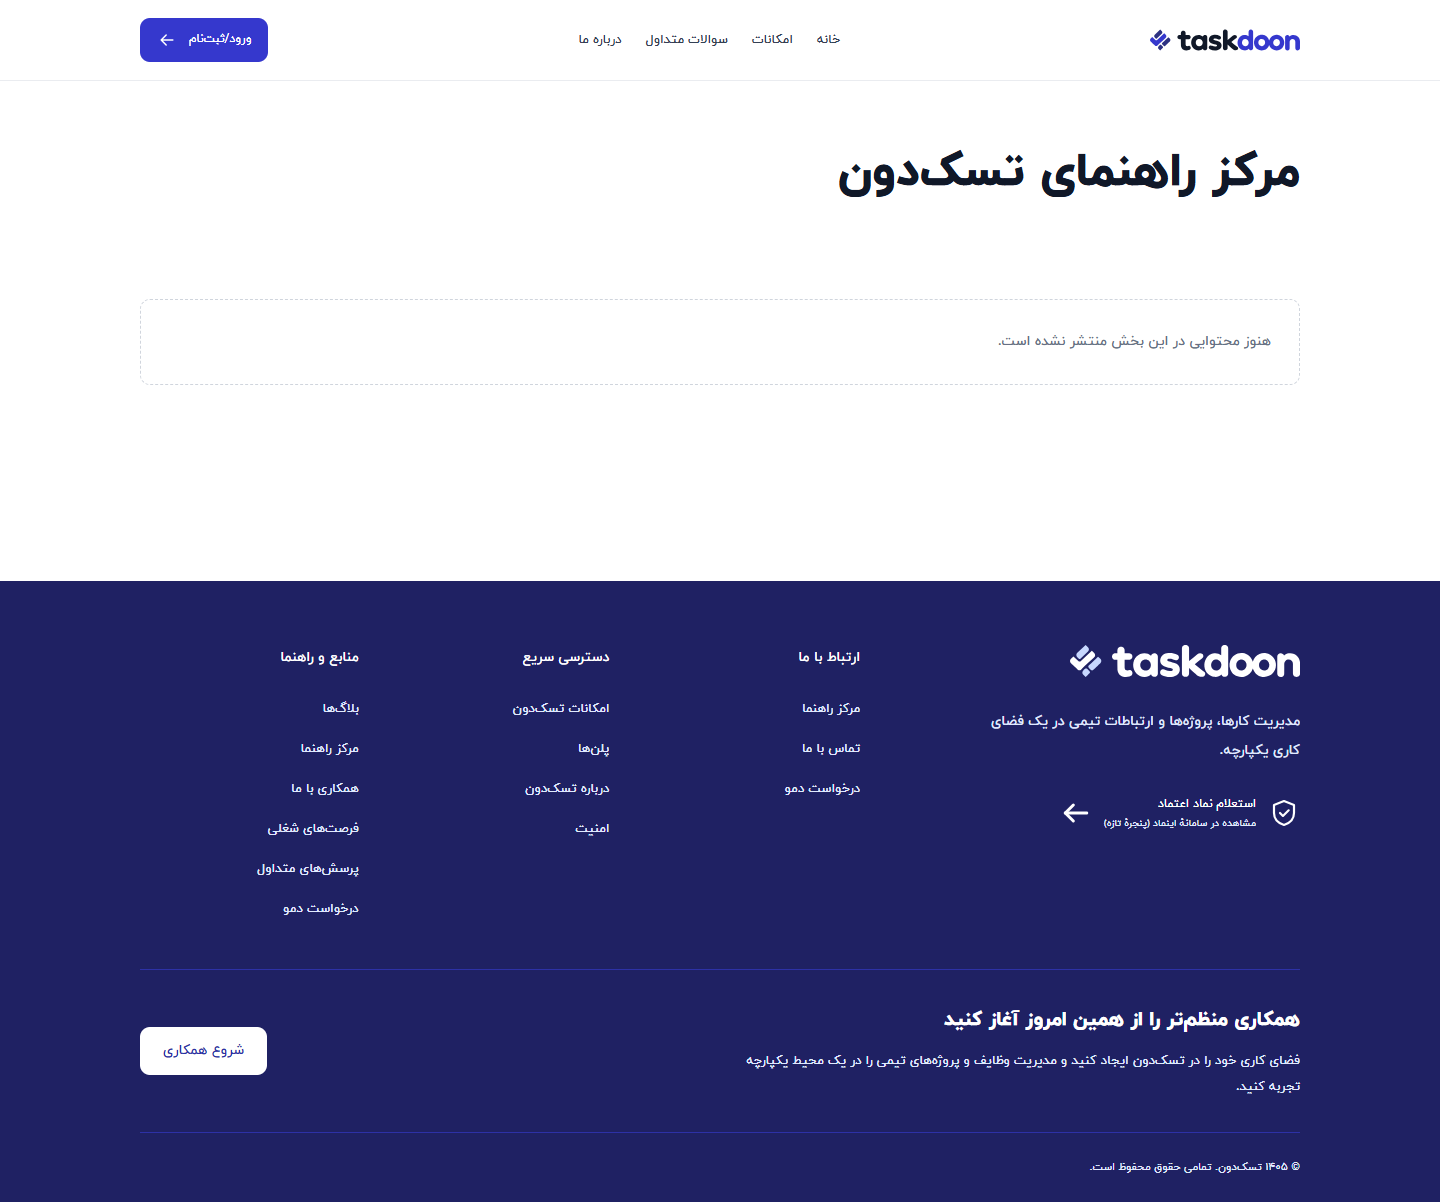 taskdoon
خانه
امکانات
سوالات متداول
درباره ما
ورود/ثبت‌نام
مرکز راهنمای تسک‌دون
هنوز محتوایی در این بخش منتشر نشده است.
taskdoon
مدیریت کارها، پروژه‌ها و ارتباطات تیمی در یک فضای
کاری یکپارچه.
استعلام نماد اعتماد
مشاهده در سامانهٔ اینماد (پنجرهٔ تازه)
ارتباط با ما
مرکز راهنما
تماس با ما
درخواست دمو
دسترسی سریع
امکانات تسک‌دون
پلن‌ها
درباره تسک‌دون
امنیت
منابع و راهنما
بلاگ‌ها
مرکز راهنما
همکاری با ما
فرصت‌های شغلی
پرسش‌های متداول
درخواست دمو
همکاری منظم‌تر را از همین امروز آغاز کنید
فضای کاری خود را در تسک‌دون ایجاد کنید و مدیریت وظایف و پروژه‌های تیمی را در یک محیط یکپارچه
تجربه کنید.
شروع همکاری
© ۱۴۰۵ تسک‌دون. تمامی حقوق محفوظ است.